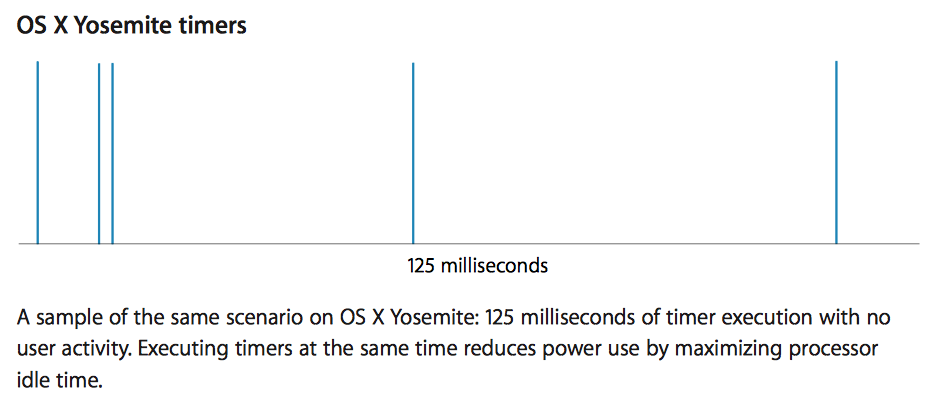 OS X Yosemite timers
125 milliseconds
A sample of the same scenario on OS X Yosemite: 125 milliseconds of timer execution with no
user activity. Executing timers at the same time reduces power use by maximizing processor
idle time.